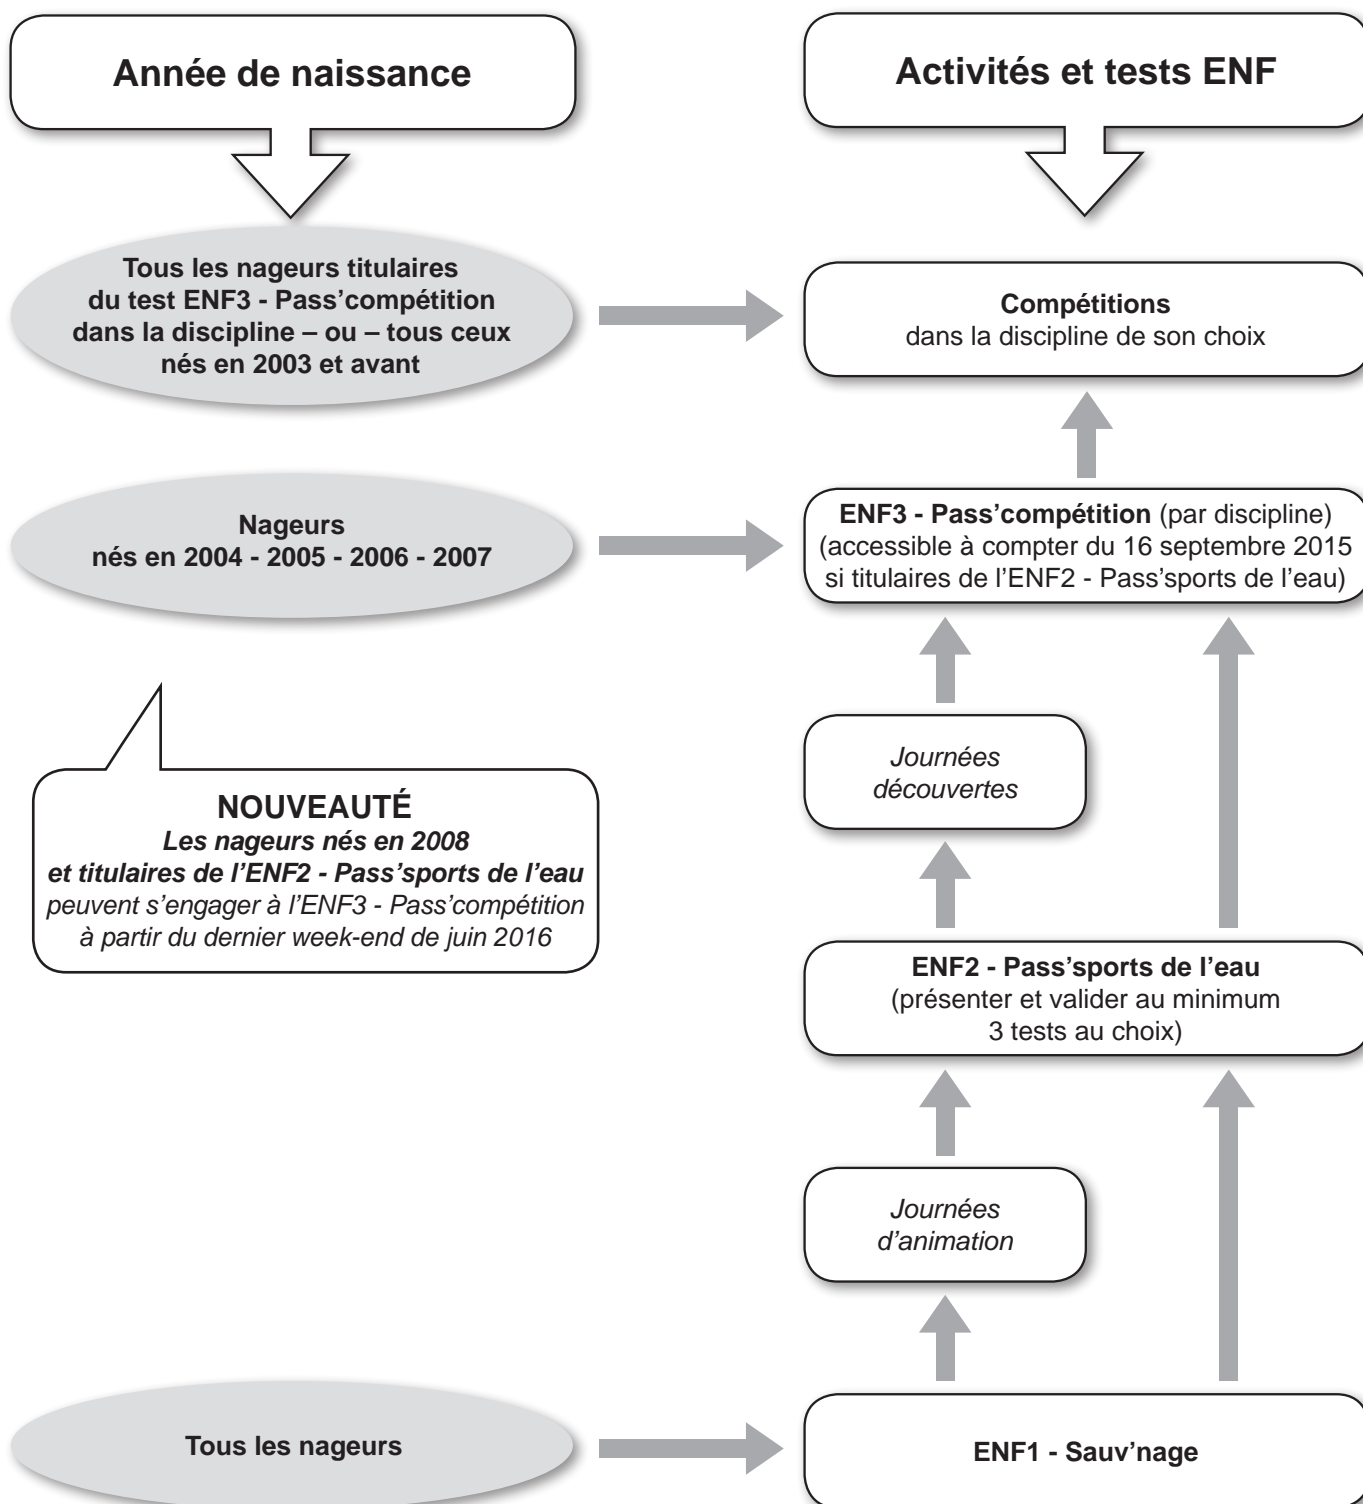 Année de naissance
Activités et tests ENF
Tous les nageurs titulaires
du test ENF3 - Pass’compétition
dans la discipline – ou – tous ceux
nés en 2003 et avant
Compétitions
dans la discipline de son choix
Nageurs
nés en 2004 - 2005 - 2006 - 2007
ENF3 - Pass’compétition (par discipline)
(accessible à compter du 16 septembre 2015
si titulaires de l’ENF2 - Pass’sports de l’eau)
Journées
découvertes
NOUVEAUTÉ
Les nageurs nés en 2008
et titulaires de l’ENF2 - Pass’sports de l’eau
peuvent s’engager à l’ENF3 - Pass’compétition
à partir du dernier week-end de juin 2016
ENF2 - Pass’sports de l’eau
(présenter et valider au minimum
3 tests au choix)
Journées
d’animation
Tous les nageurs
ENF1 - Sauv’nage